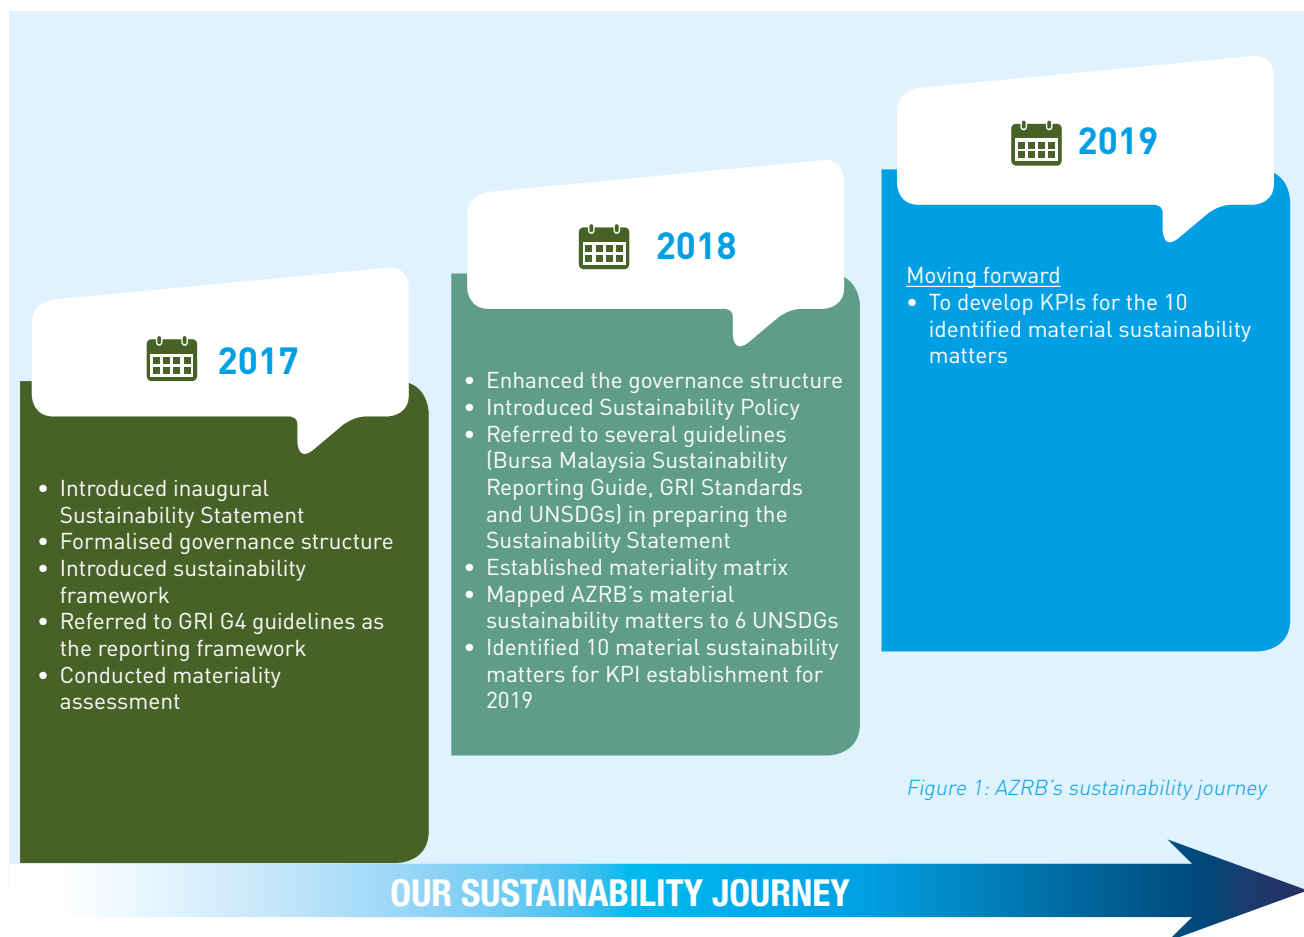 2017
• Introduced inaugural
Sustainability Statement
• Formalised governance structure
• Introduced sustainability
framework
• Referred to GRI G4 guidelines as
the reporting framework
• Conducted materiality
assessment
2018
• Enhanced the governance structure
• Introduced Sustainability Policy
• Referred to several guidelines
(Bursa Malaysia Sustainability
Reporting Guide, GRI Standards
and UNSDGs) in preparing the
Sustainability Statement
• Established materiality matrix
• Mapped AZRB’s material
sustainability matters to 6 UNSDGs
• Identified 10 material sustainability
matters for KPI establishment for
2019
2019
Moving forward
• To develop KPIs for the 10
identified material sustainability
matters
Figure 1: AZRB’s sustainability journey
OUR SUSTAINABILITY JOURNEY